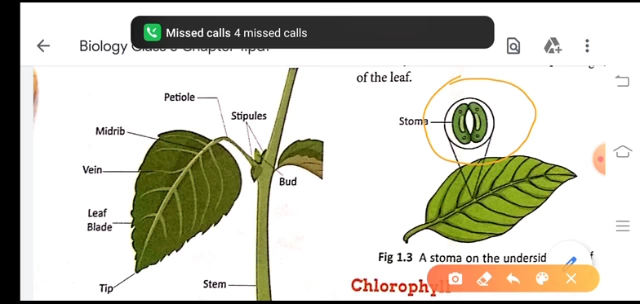 Missed calls 4 missed calls
Biology
of the leaf.
Petiole
Stipules
Stoma
Midrib
Vein
Bud
Leaf
Blade
Fig 1.3 A stoma on the undersid
Tip
Stem
Chlorophyll